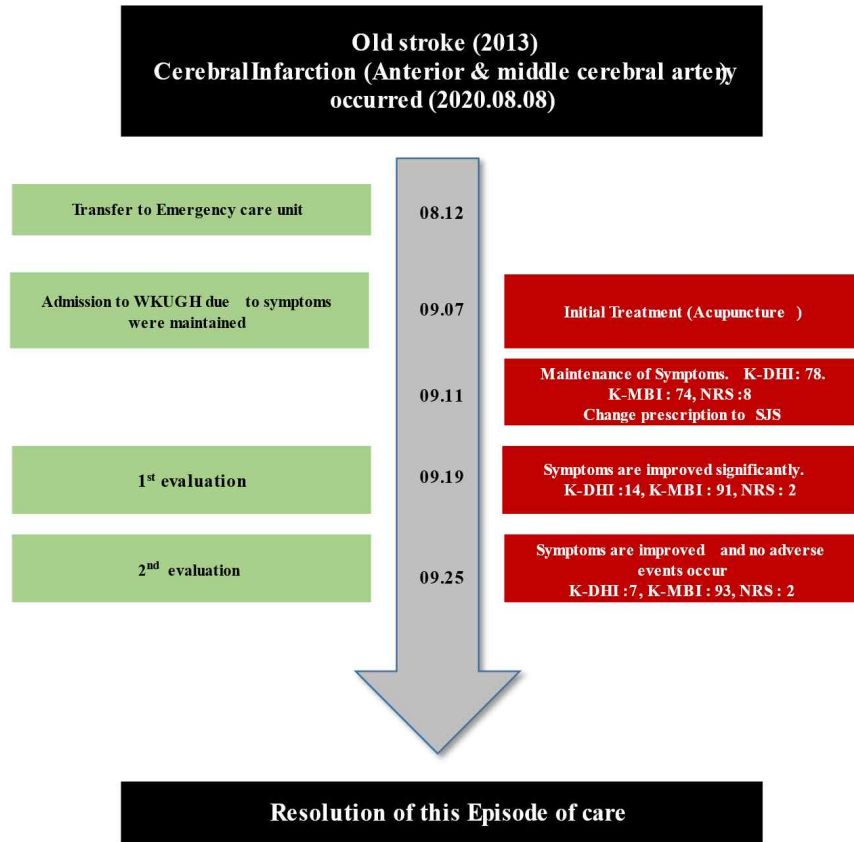 Old stroke (2013)
Cerebral Infarction (Anterior & middle cerebral artery)
occurred (2020.08.08)
Transfer to Emergency care unit
08.12
Admission to WKUGH due to symptoms
were maintained
09.07
Initial Treatment (Acupuncture )
09.11
Maintenance of Symptoms. K-DHI: 78.
K-MBI : 74, NRS :8
Change prescription to SJS
1st evaluation
09.19
Symptoms are improved significantly.
K-DHI :14, K-MBI : 91, NRS : 2
2nd evaluation
09.25
Symptoms are improved and no adverse
events occur
K-DHI :7, K-MBI : 93, NRS : 2
Resolution of this Episode of care